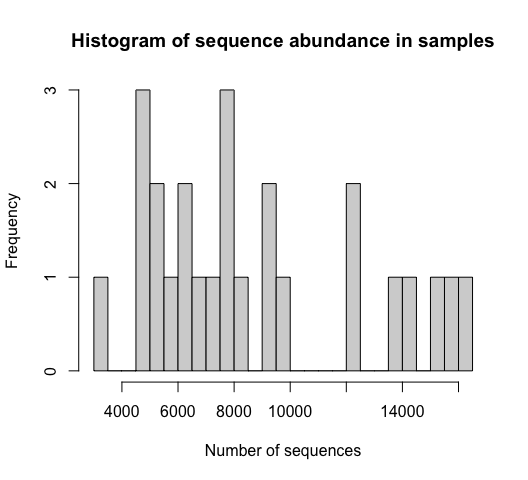 Histogram of sequence abundance in samples
Frequency
3
2
1
0
4000 6000 8000 10000 14000
Number of sequences